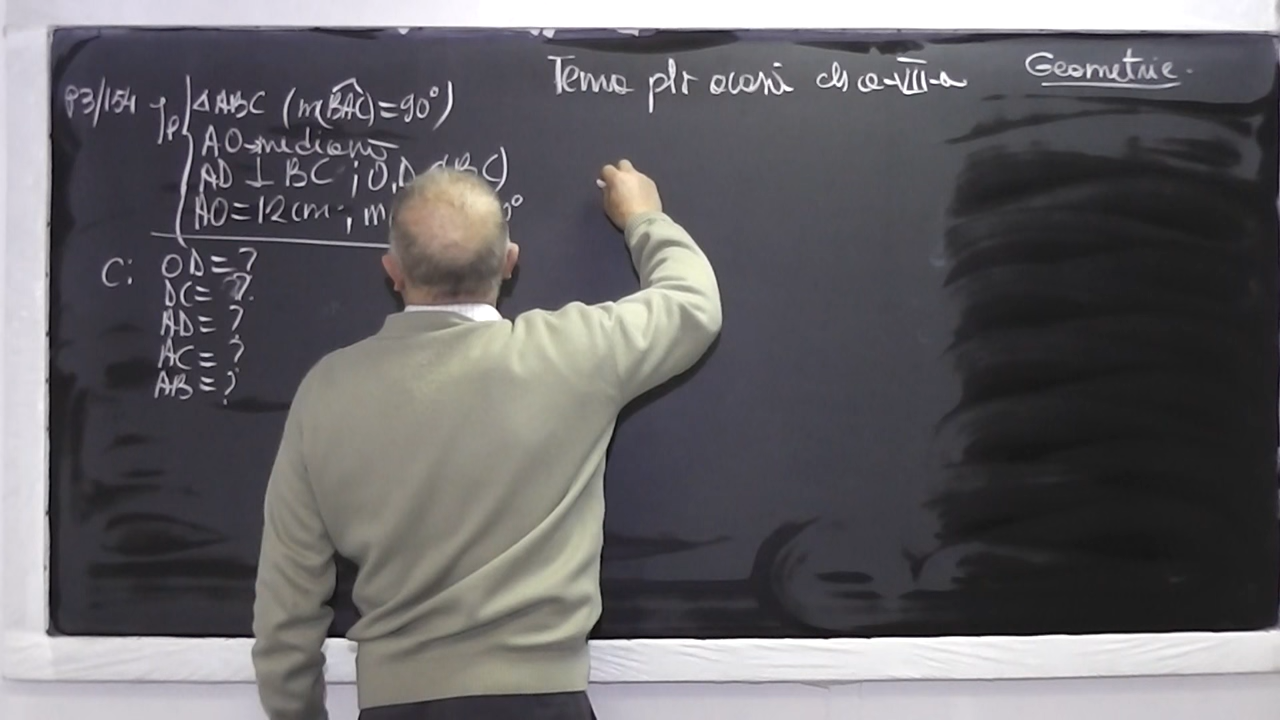 Tema ptr acasă cls a-VII-a
Geometrie.
P3/154 Ip ΔABC (m(BAC)=90°)
AO-mediană
AD ⊥ BC ; O,D BC)
AO=12cm ; m °
C: OD=?
DC=?
AD=?
AC=?
AB=?